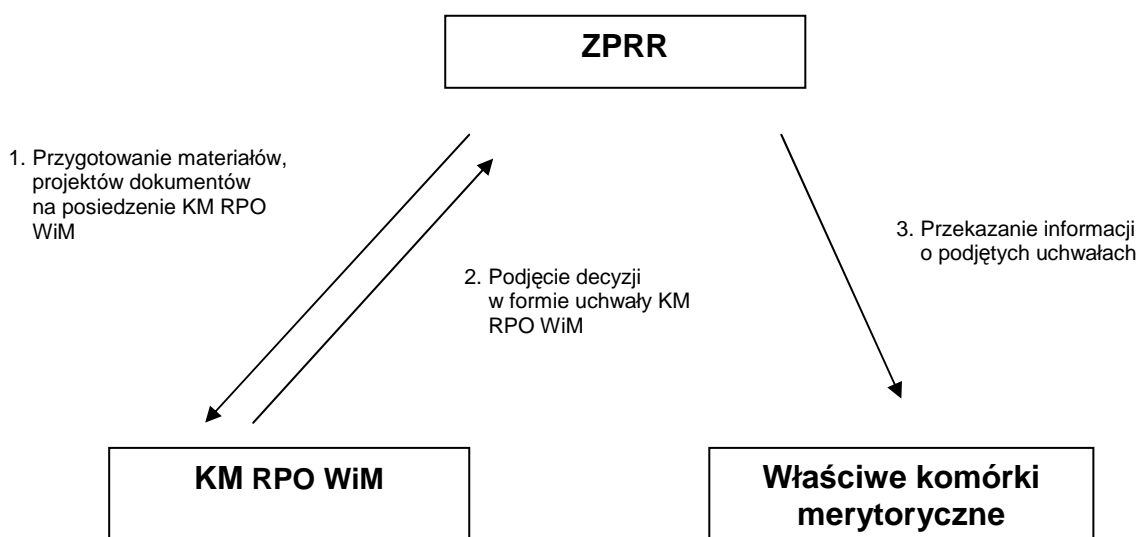 ZPRR
1. Przygotowanie materiałów,
projektów dokumentów
na posiedzenie KM RPO
WiM
2. Podjęcie decyzji
w formie uchwały KM
RPO WiM
3. Przekazanie informacji
o podjętych uchwałach
KM RPO WiM
Właściwe komórki
merytoryczne